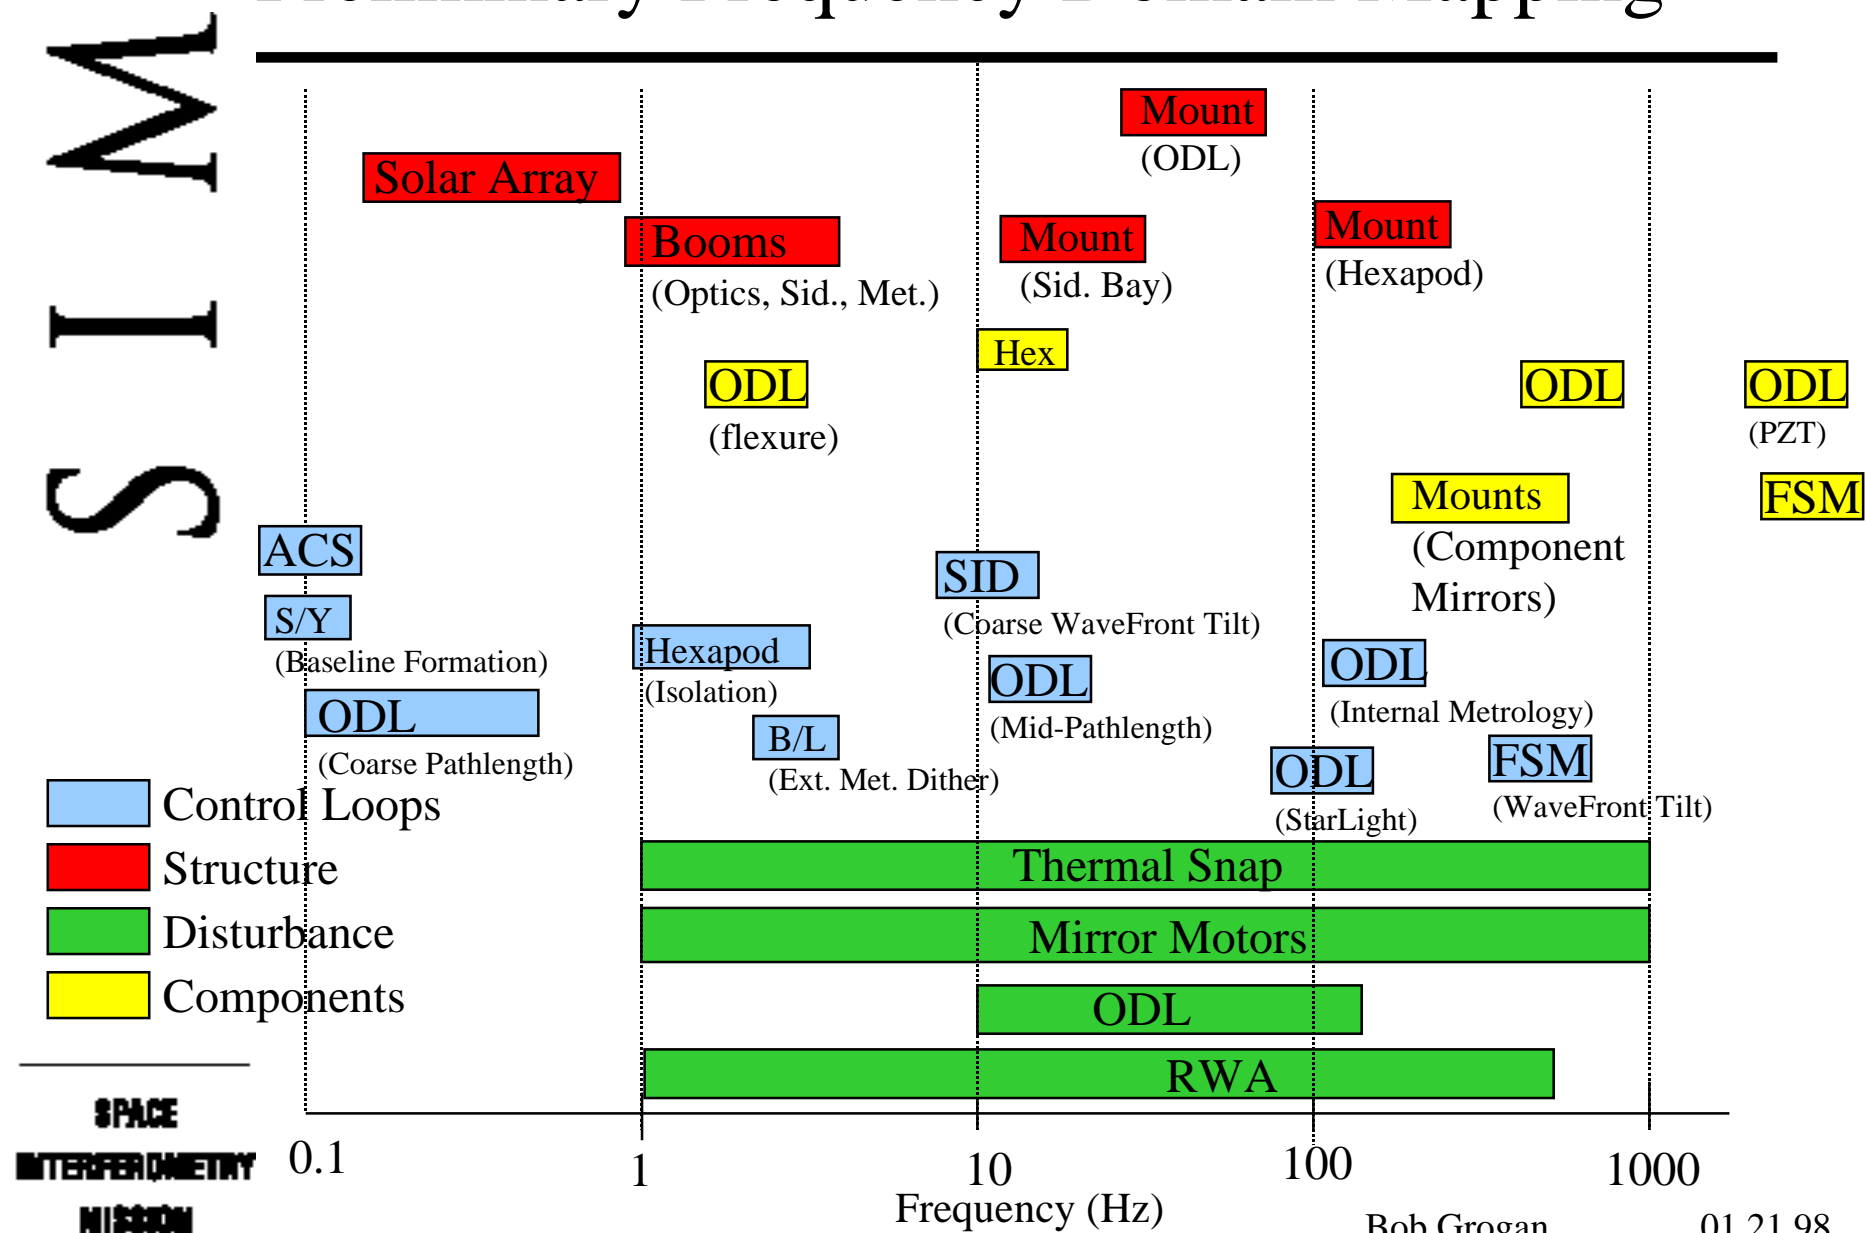 Preliminary Frequency Domain Mapping
S I M
Mount
(ODL)
Solar Array
Booms
(Optics, Sid., Met.)
Mount
(Sid. Bay)
Mount
(Hexapod)
Hex
ODL
(flexure)
ODL
ODL
(PZT)
Mounts
(Component
Mirrors)
FSM
ACS
S/Y
(Baseline Formation)
SID
(Coarse WaveFront Tilt)
Hexapod
(Isolation)
ODL
(Mid-Pathlength)
ODL
(Internal Metrology)
ODL
(Coarse Pathlength)
B/L
(Ext. Met. Dither)
ODL
(StarLight)
FSM
(WaveFront Tilt)
Control Loops
Structure
Disturbance
Components
Thermal Snap
Mirror Motors
ODL
RWA
SPACE
INTERFEROMETRY
MISSION
0.1
1
10
100
1000
Frequency (Hz)
Bob Grogan
01.21.98